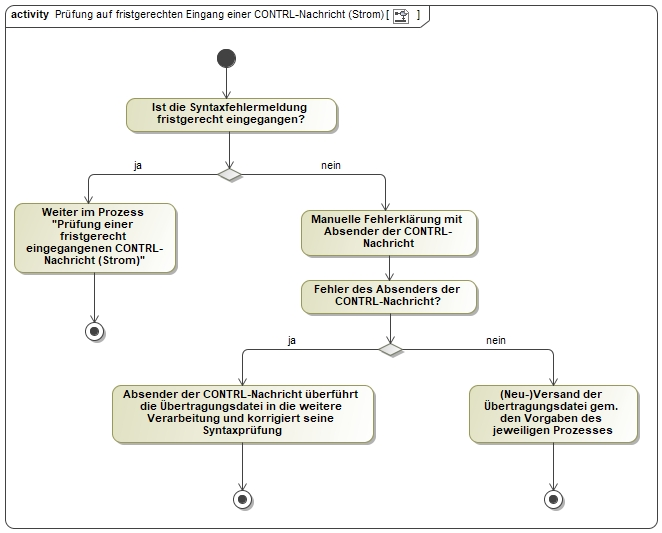 activity Prüfung auf fristgerechten Eingang einer CONTRL-Nachricht (Strom) [ ]
Ist die Syntaxfehlermeldung
fristgerecht eingegangen?
ja
nein
Weiter im Prozess
"Prüfung einer
fristgerecht
eingegangenen CONTRL-
Nachricht (Strom)"
Manuelle Fehlerklärung mit
Absender der CONTRL-
Nachricht
Fehler des Absenders der
CONTRL-Nachricht?
ja
nein
Absender der CONTRL-Nachricht überführt
die Übertragungsdatei in die weitere
Verarbeitung und korrigiert seine
Syntaxprüfung
(Neu-)Versand der
Übertragungsdatei gem.
den Vorgaben des
jeweiligen Prozesses